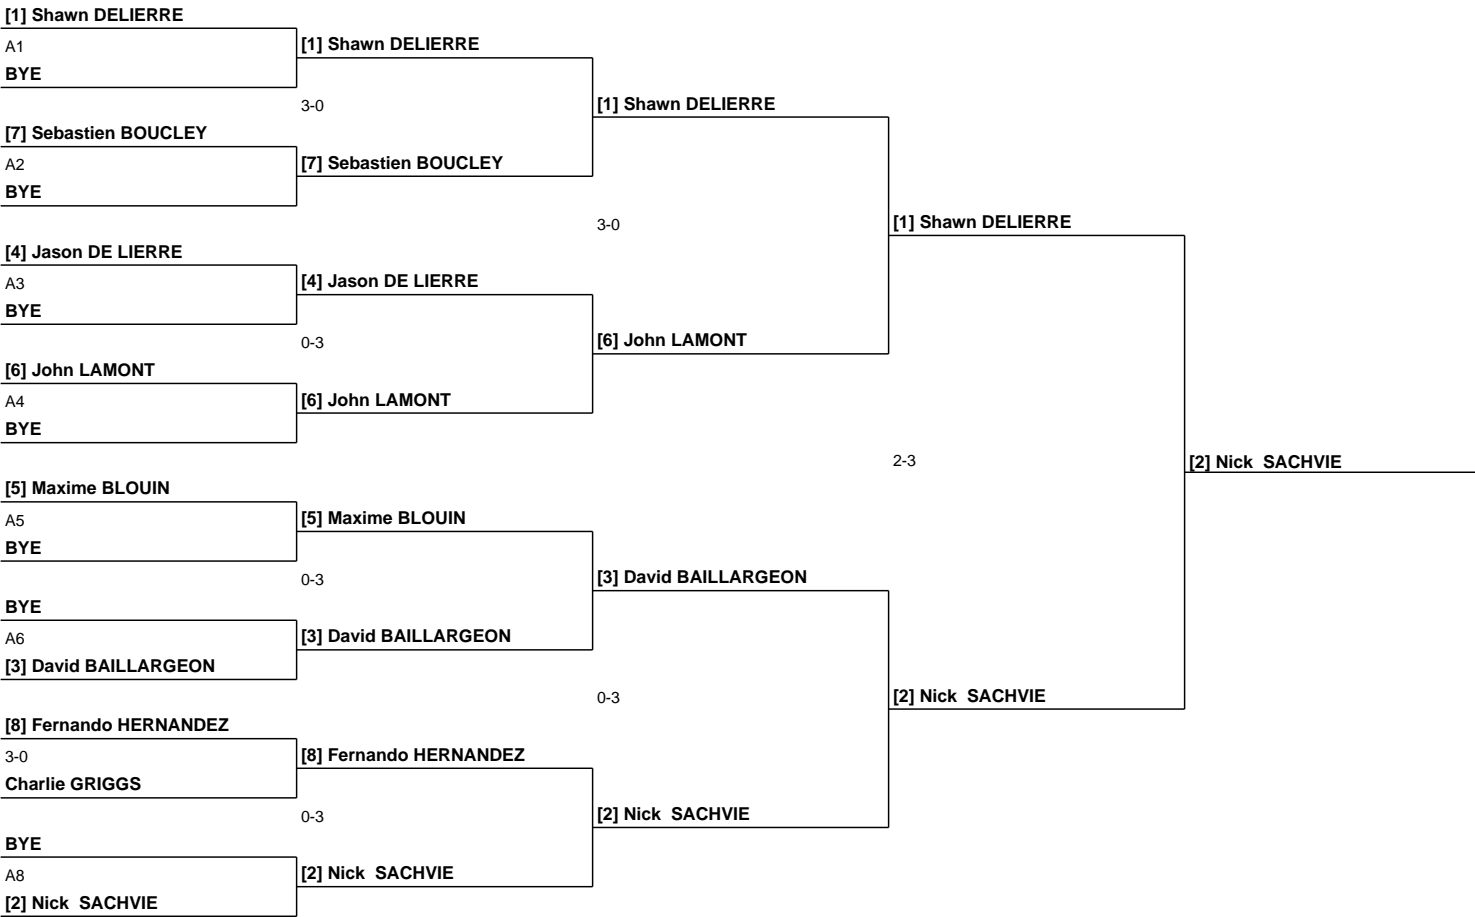 [1] Shawn DELIERRE
A1
BYE
[7] Sebastien BOUCLEY
A2
BYE
[4] Jason DE LIERRE
A3
BYE
[6] John LAMONT
A4
BYE
[5] Maxime BLOUIN
A5
BYE
BYE
A6
[3] David BAILLARGEON
[8] Fernando HERNANDEZ
3-0
Charlie GRIGGS
BYE
A8
[2] Nick  SACHVIE
[1] Shawn DELIERRE
3-0
[7] Sebastien BOUCLEY
[4] Jason DE LIERRE
0-3
[6] John LAMONT
[5] Maxime BLOUIN
0-3
[3] David BAILLARGEON
[8] Fernando HERNANDEZ
0-3
[2] Nick  SACHVIE
[1] Shawn DELIERRE
3-0
[6] John LAMONT
[3] David BAILLARGEON
0-3
[2] Nick  SACHVIE
[1] Shawn DELIERRE
2-3
[2] Nick  SACHVIE
[2] Nick  SACHVIE